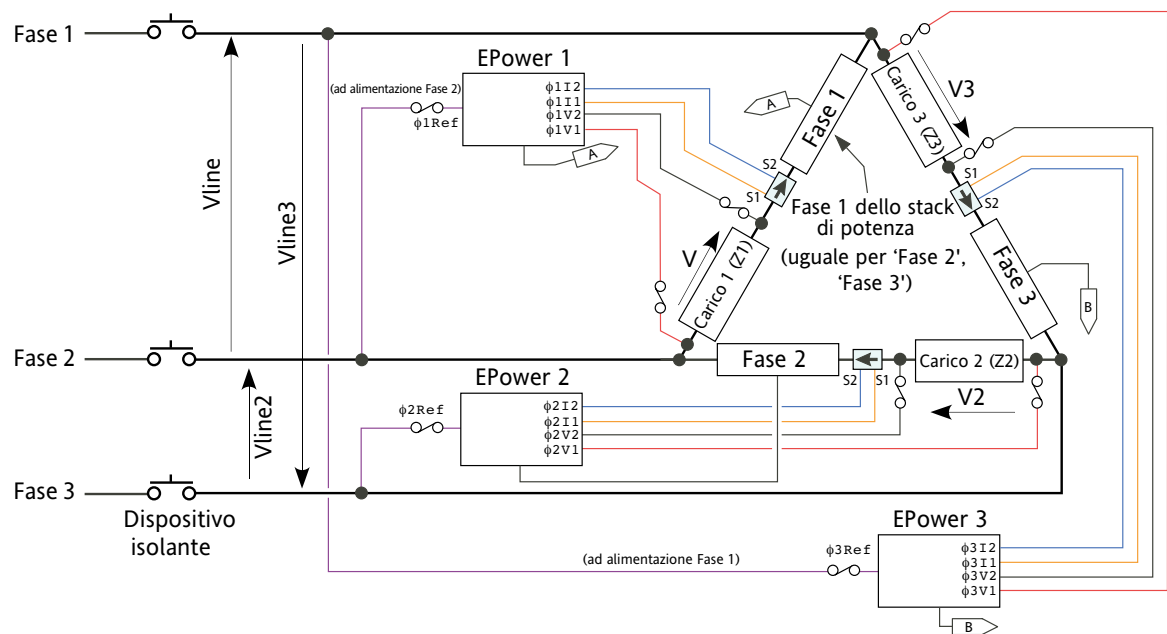 Fase 1
EPower 1
(ad alimentazione Fase 2)
ϕ1Ref
ϕ1I2
ϕ1I1
ϕ1V2
ϕ1V1
A
A
Fase 1
S2
S1
Carico 3 (Z3)
V3
S1
S2
Fase 1 dello stack
di potenza
(uguale per 'Fase 2',
'Fase 3')
Vline
Vline3
V
Carico 1 (Z1)
Fase 3
B
Fase 2
Fase 2
S2
S1
Carico 2 (Z2)
V2
Vline2
EPower 2
ϕ2Ref
ϕ2I2
ϕ2I1
ϕ2V2
ϕ2V1
Fase 3
Dispositivo
isolante
EPower 3
(ad alimentazione Fase 1)
ϕ3Ref
ϕ3I2
ϕ3I1
ϕ3V2
ϕ3V1
B